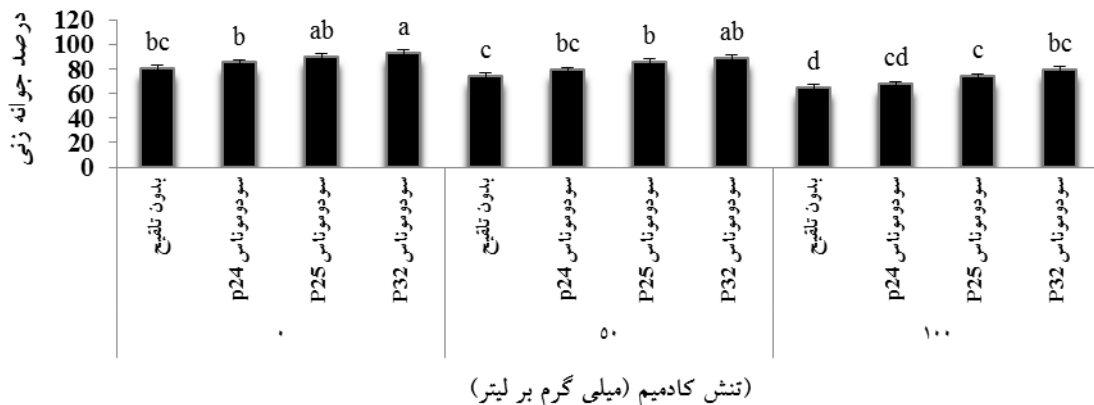 درصد جوانه زنی
120
100
80
60
40
20
0
bc b ab a c bc b ab d cd c bc
بدون تلقیح
سودوموناس p24
سودوموناس P25
سودوموناس P32
بدون تلقیح
سودوموناس p24
سودوموناس P25
سودوموناس P32
بدون تلقیح
سودوموناس p24
سودوموناس P25
سودوموناس P32
۰ ۵۰ ۱۰۰
(تنش کادمیم (میلی گرم بر لیتر)